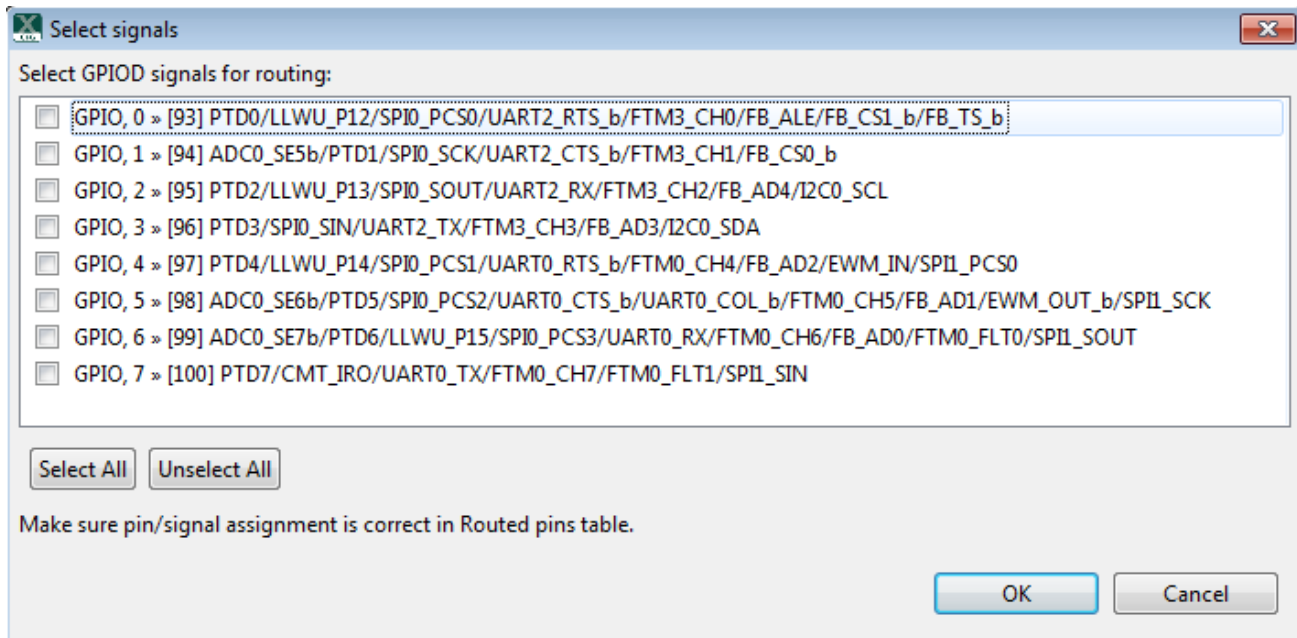 Select signals
Select GPIOD signals for routing:
GPIO, 0 » [93] PTD0/LLWU_P12/SPI0_PCS0/UART2_RTS_b/FTM3_CH0/FB_ALE/FB_CS1_b/FB_TS_b
GPIO, 1 » [94] ADC0_SE5b/PTD1/SPI0_SCK/UART2_CTS_b/FTM3_CH1/FB_CS0_b
GPIO, 2 » [95] PTD2/LLWU_P13/SPI0_SOUT/UART2_RX/FTM3_CH2/FB_AD4/I2C0_SCL
GPIO, 3 » [96] PTD3/SPI0_SIN/UART2_TX/FTM3_CH3/FB_AD3/I2C0_SDA
GPIO, 4 » [97] PTD4/LLWU_P14/SPI0_PCS1/UART0_RTS_b/FTM0_CH4/FB_AD2/EWM_IN/SPI1_PCS0
GPIO, 5 » [98] ADC0_SE6b/PTD5/SPI0_PCS2/UART0_CTS_b/UART0_COL_b/FTM0_CH5/FB_AD1/EWM_OUT_b/SPI1_SCK
GPIO, 6 » [99] ADC0_SE7b/PTD6/LLWU_P15/SPI0_PCS3/UART0_RX/FTM0_CH6/FB_AD0/FTM0_FLT0/SPI1_SOUT
GPIO, 7 » [100] PTD7/CMT_IRO/UART0_TX/FTM0_CH7/FTM0_FLT1/SPI1_SIN
Select All Unselect All
Make sure pin/signal assignment is correct in Routed pins table.
OK Cancel